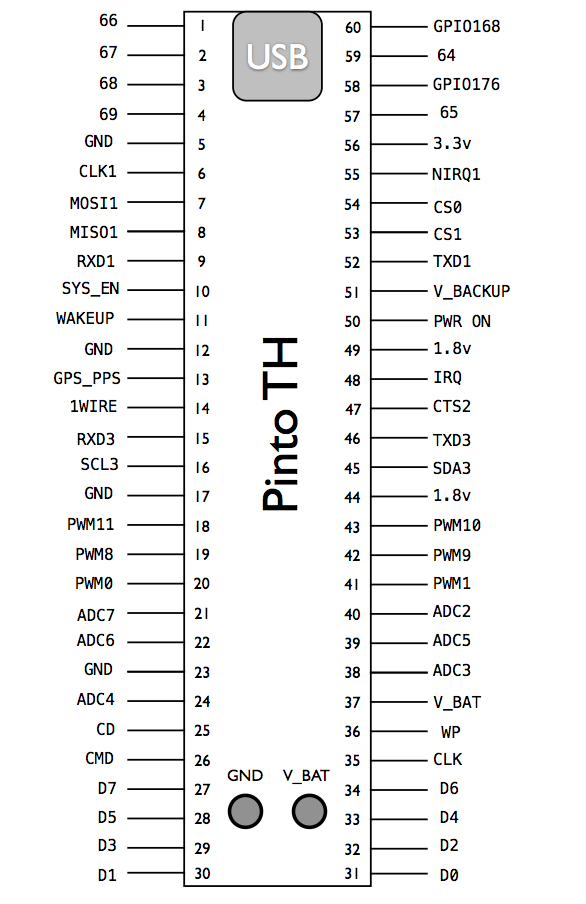 66 1 USB 60 GPIO168
67 2 59 64
68 3 58 GPIO176
69 4 57 65
GND 5 56 3.3v
CLK1 6 55 NIRQ1
MOSI1 7 54 CS0
MISO1 8 53 CS1
RXD1 9 52 TXD1
SYS_EN 10 51 V_BACKUP
WAKEUP 11 50 PWR ON
GND 12 49 1.8v
GPS_PPS 13 48 IRQ
1WIRE 14 47 CTS2
RXD3 15 46 TXD3
SCL3 16 45 SDA3
GND 17 44 1.8v
PWM11 18 43 PWM10
PWM8 19 42 PWM9
PWM0 20 41 PWM1
ADC7 21 40 ADC2
ADC6 22 39 ADC5
GND 23 38 ADC3
ADC4 24 37 V_BAT
CD 25 36 WP
CMD 26 35 CLK
D7 27 34 D6
D5 28 33 D4
D3 29 32 D2
D1 30 31 D0
Pinto TH
GND V_BAT